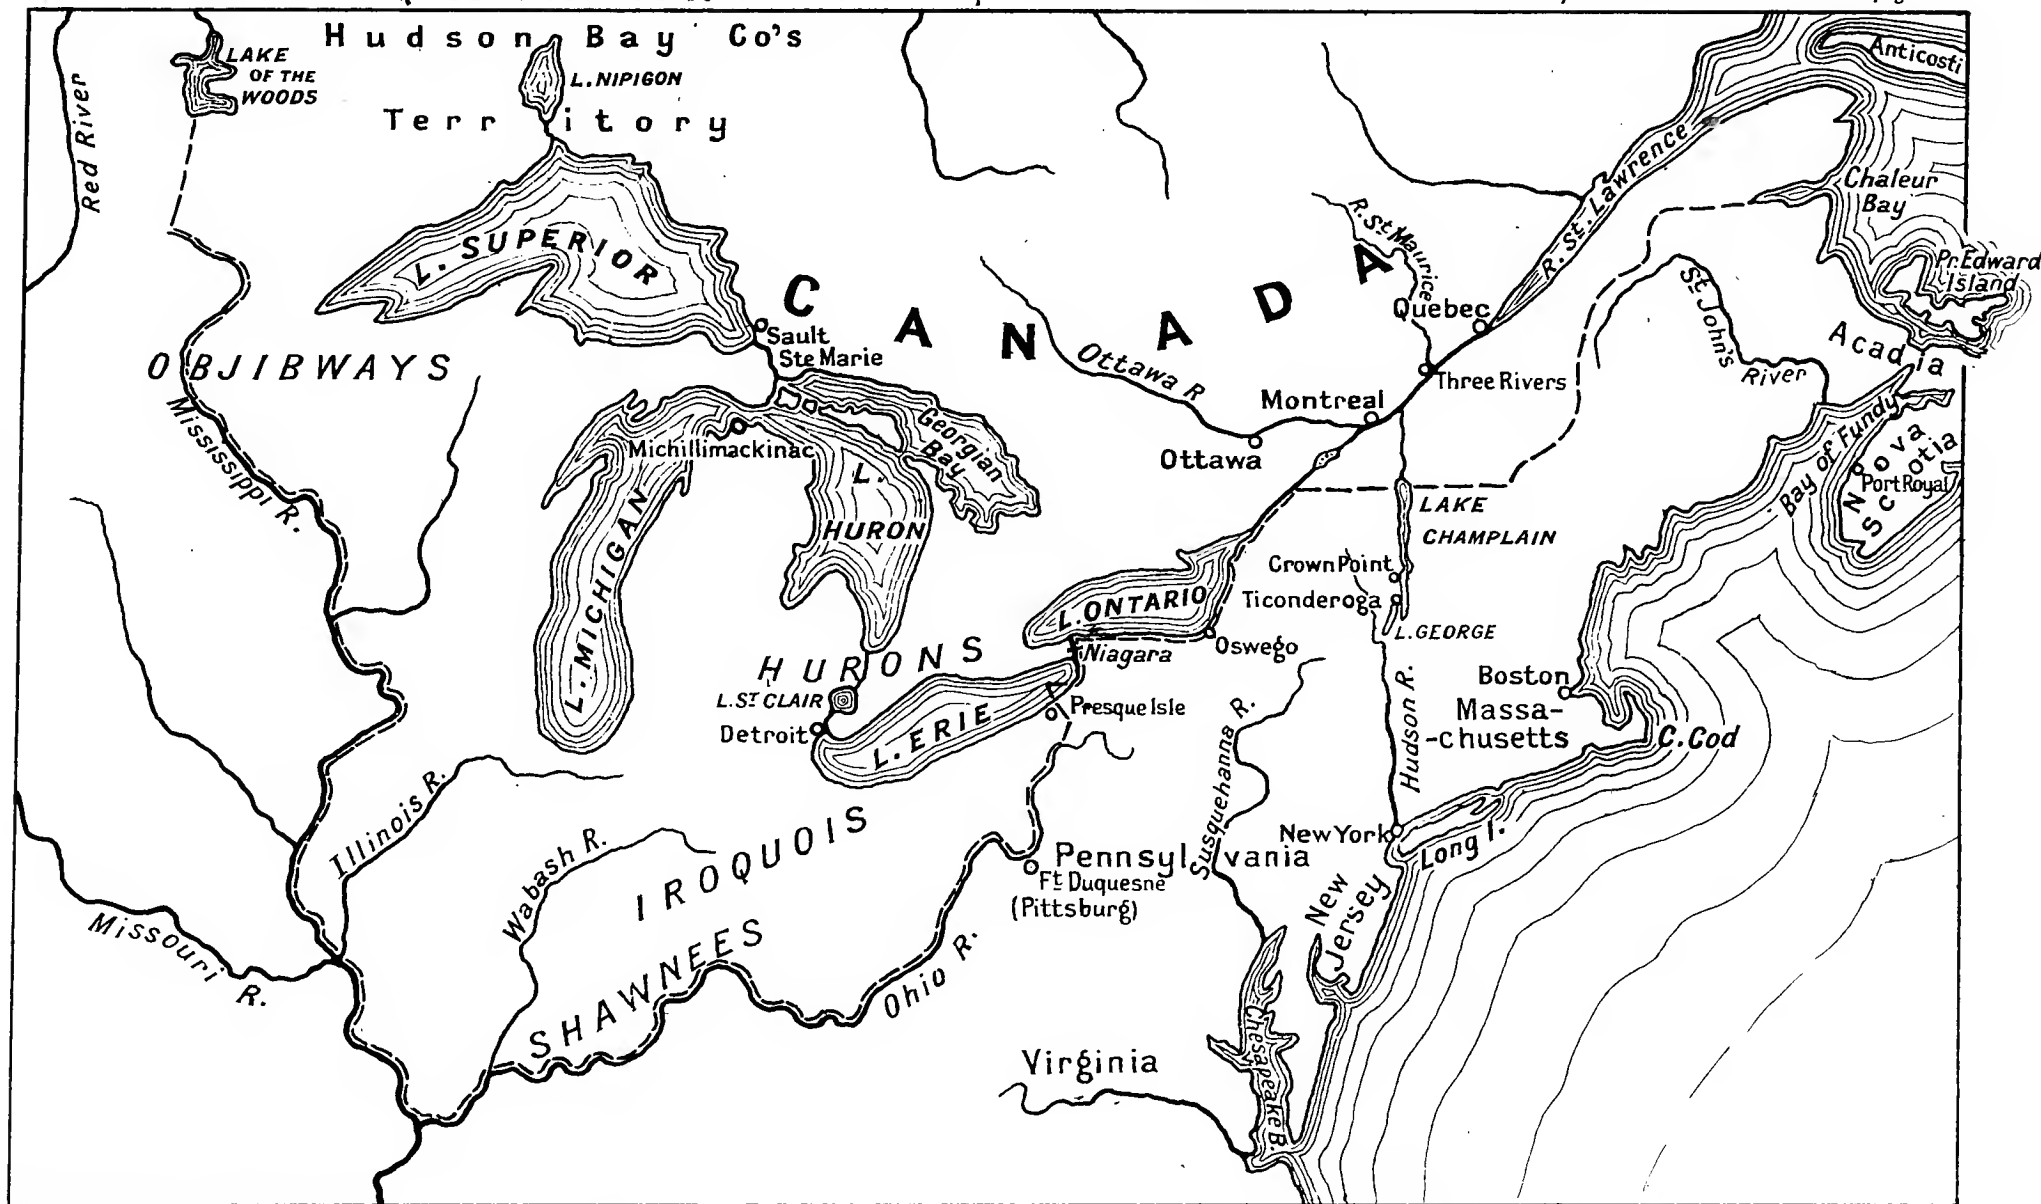 Hudson Bay Co's
Territory
LAKE
OF THE
WOODS
L. NIPIGON
Red River
Anticosti
R. St. Lawrence
Chaleur
Bay
Pr. Edward
Island
R. St Maurice
L. SUPERIOR
CANADA
Quebec
St John's River
Acadia
Sault
Ste Marie
OBJIBWAYS
Ottawa R
Three Rivers
Montreal
Ottawa
Mississippi R.
Michillimackinac
Georgian
Bay
L.
HURON
L. MICHIGAN
Bay of Fundy
Nova
Scotia
Port Royal
LAKE
CHAMPLAIN
Crown Point
Ticonderoga
L. GEORGE
L. ONTARIO
Oswego
Niagara
HURONS
L. ST CLAIR
Detroit
L. ERIE
Presque Isle
Boston
Massa-
-chusetts
C. Cod
Susquehanna R.
Hudson R.
Illinois R.
Wabash R.
IROQUOIS
New York
Long I.
Pennsylvania
Ft Duquesne
(Pittsburg)
New
Jersey
Missouri R.
SHAWNEES
Ohio R.
Virginia
Chesapeake B.